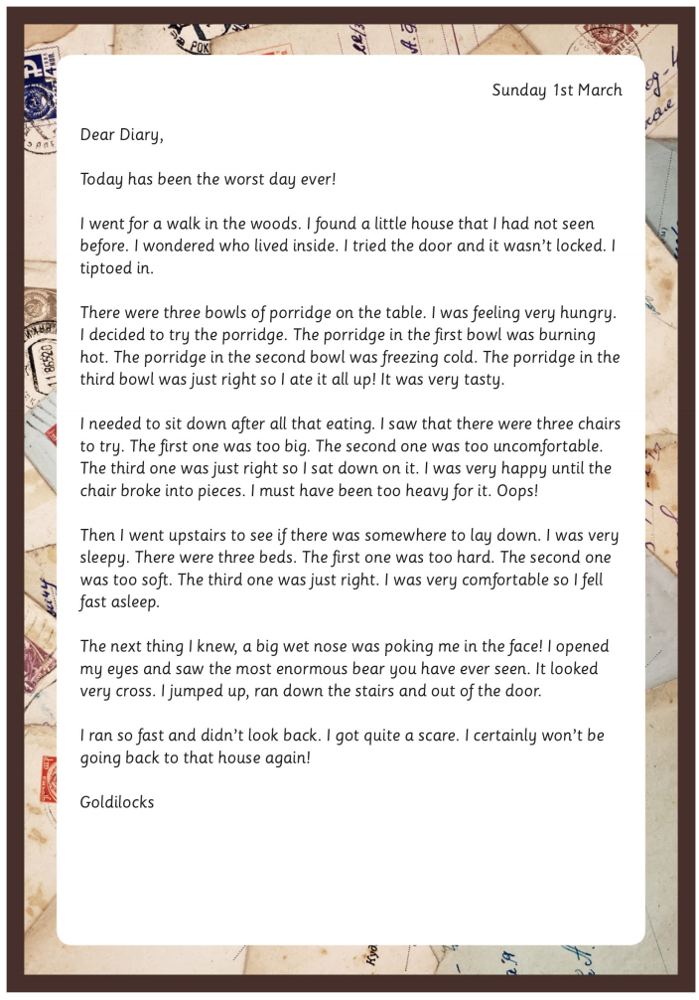 Sunday 1st March
Dear Diary,
Today has been the worst day ever!
I went for a walk in the woods. I found a little house that I had not seen
before. I wondered who lived inside. I tried the door and it wasn't locked. I
tiptoed in.
There were three bowls of porridge on the table. I was feeling very hungry.
I decided to try the porridge. The porridge in the first bowl was burning
hot. The porridge in the second bowl was freezing cold. The porridge in the
third bowl was just right so I ate it all up! It was very tasty.
I needed to sit down after all that eating. I saw that there were three chairs
to try. The first one was too big. The second one was too uncomfortable.
The third one was just right so I sat down on it. I was very happy until the
chair broke into pieces. I must have been too heavy for it. Oops!
Then I went upstairs to see if there was somewhere to lay down. I was very
sleepy. There were three beds. The first one was too hard. The second one
was too soft. The third one was just right. I was very comfortable so I fell
fast asleep.
The next thing I knew, a big wet nose was poking me in the face! I opened
my eyes and saw the most enormous bear you have ever seen. It looked
very cross. I jumped up, ran down the stairs and out of the door.
I ran so fast and didn't look back. I got quite a scare. I certainly won't be
going back to that house again!
Goldilocks